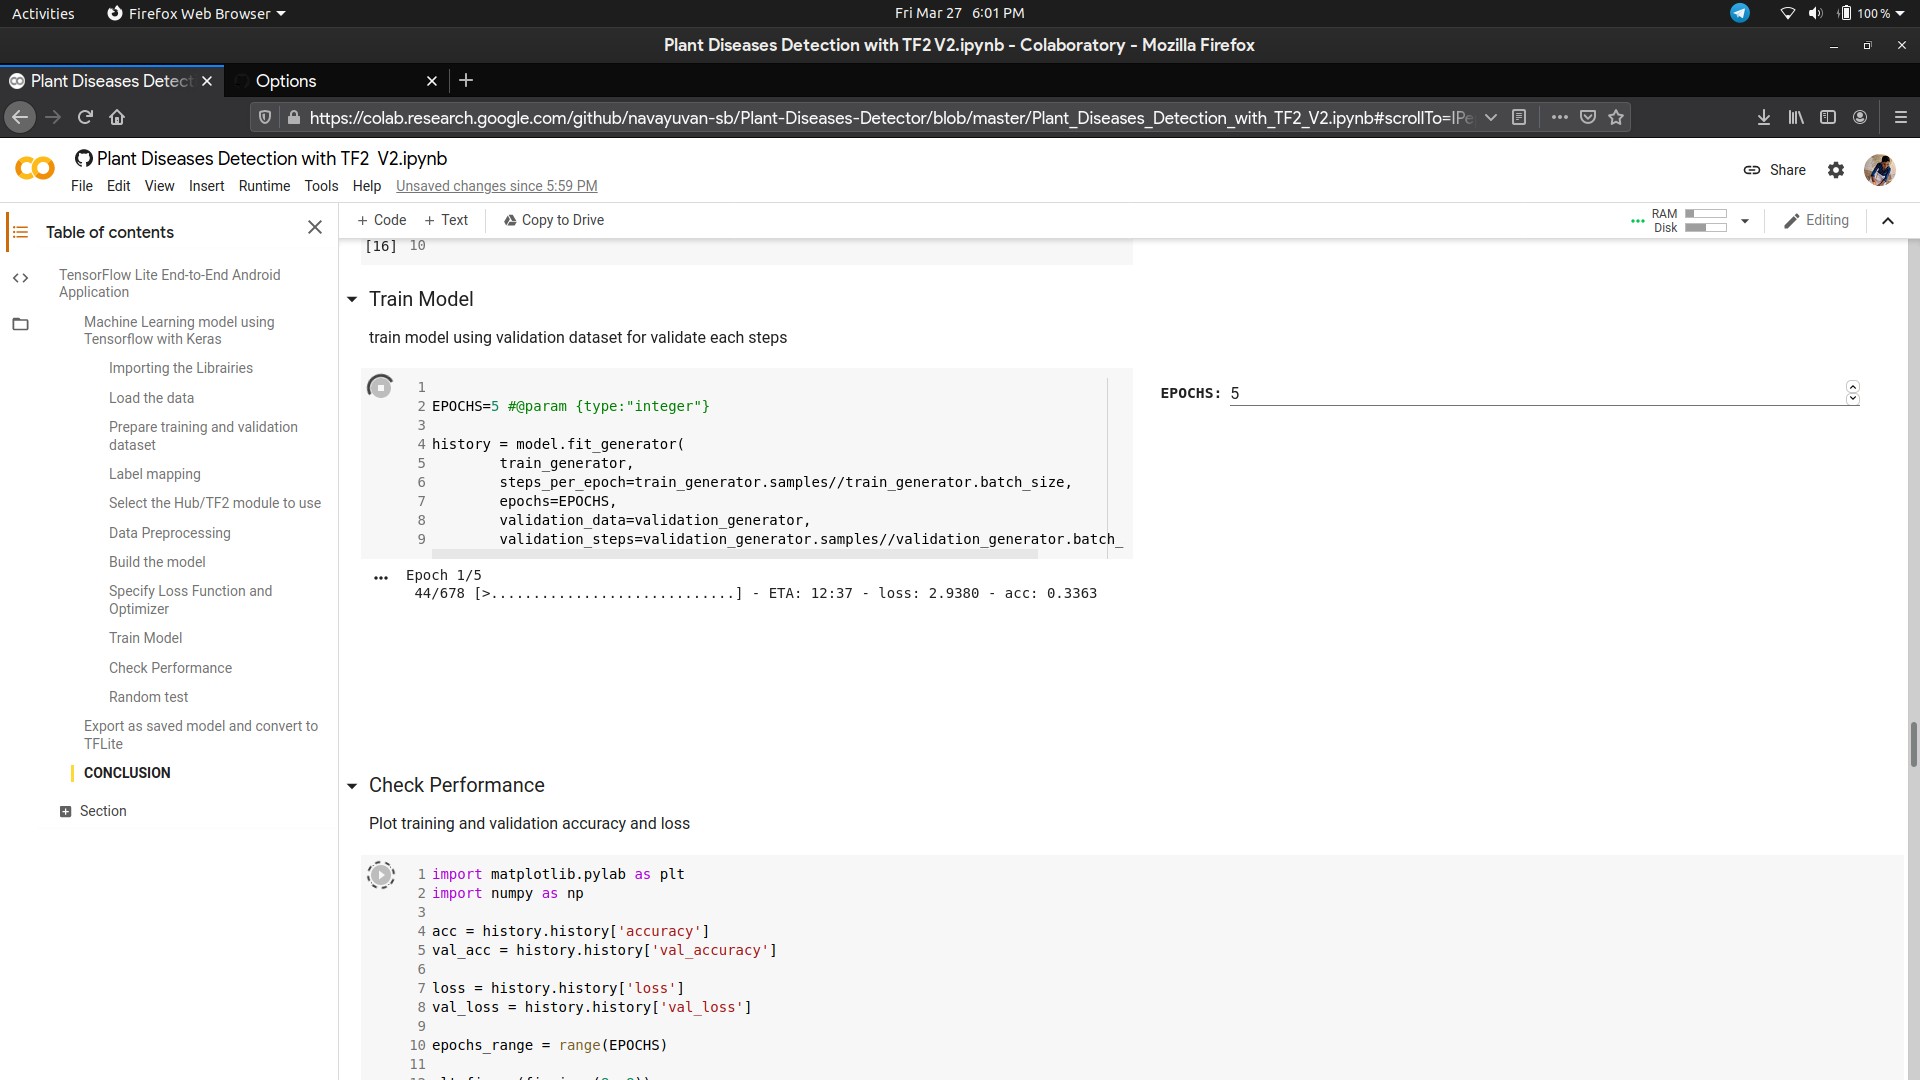 Activities
Firefox Web Browser
Fri Mar 27 6:01 PM
100 %
Plant Diseases Detection with TF2 V2.ipynb - Colaboratory - Mozilla Firefox
Plant Diseases Detect
Options
https://colab.research.google.com/github/navayuvan-sb/Plant-Diseases-Detector/blob/master/Plant_Diseases_Detection_with_TF2_V2.ipynb#scrollTo=IPe
Plant Diseases Detection with TF2 V2.ipynb
File Edit View Insert Runtime Tools Help Unsaved changes since 5:59 PM
Share
+ Code + Text Copy to Drive
RAM
Disk
Editing
Table of contents
TensorFlow Lite End-to-End Android
Application
Machine Learning model using
Tensorflow with Keras
Importing the Librairies
Load the data
Prepare training and validation
dataset
Label mapping
Select the Hub/TF2 module to use
Data Preprocessing
Build the model
Specify Loss Function and
Optimizer
Train Model
Check Performance
Random test
Export as saved model and convert to
TFLite
CONCLUSION
Section
[16] 10
Train Model
train model using validation dataset for validate each steps
1
2 EPOCHS=5 #@param {type:"integer"}
3
4 history = model.fit_generator(
5 train_generator,
6 steps_per_epoch=train_generator.samples//train_generator.batch_size,
7 epochs=EPOCHS,
8 validation_data=validation_generator,
9 validation_steps=validation_generator.samples//validation_generator.batch_
EPOCHS: 5
Epoch 1/5
44/678 [>.............................] - ETA: 12:37 - loss: 2.9380 - acc: 0.3363
Check Performance
Plot training and validation accuracy and loss
1 import matplotlib.pylab as plt
2 import numpy as np
3
4 acc = history.history['accuracy']
5 val_acc = history.history['val_accuracy']
6
7 loss = history.history['loss']
8 val_loss = history.history['val_loss']
9
10 epochs_range = range(EPOCHS)
11